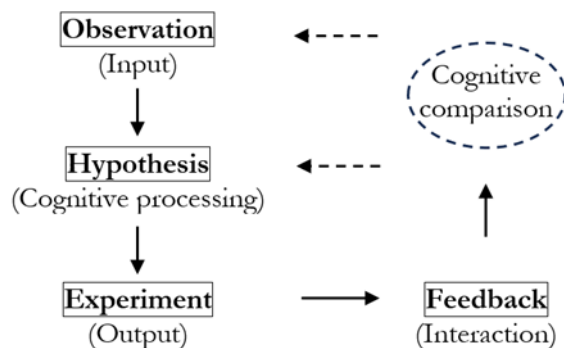 Observation
(Input)
Cognitive
comparison
Hypothesis
(Cognitive processing)
Experiment
(Output)
Feedback
(Interaction)